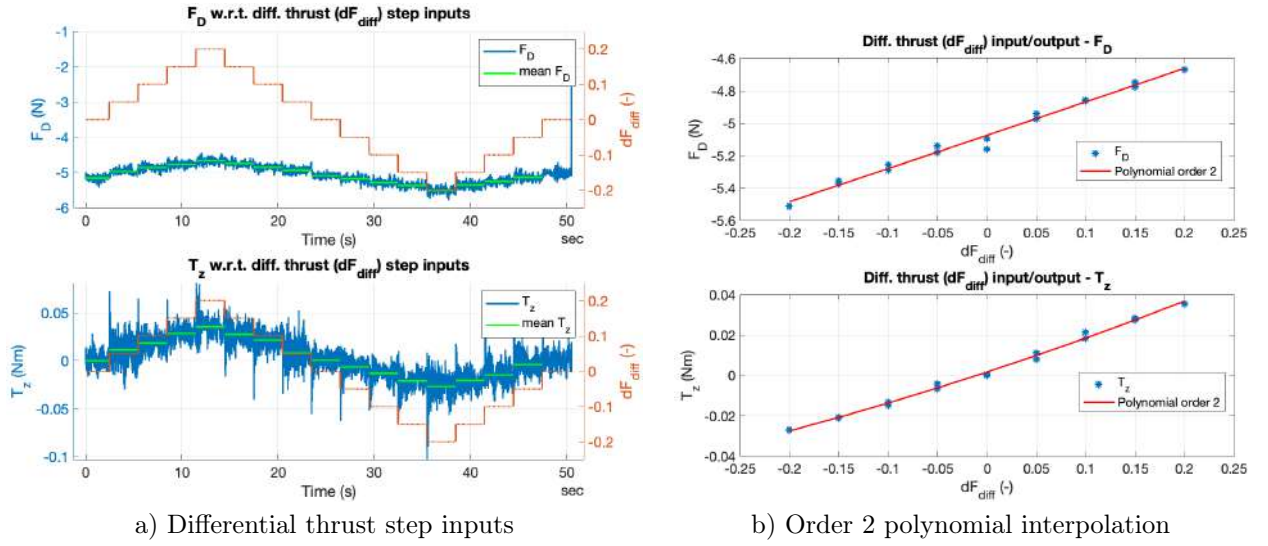 F_D w.r.t. diff. thrust (dF_diff) step inputs
-1
-2
-3
-4
-5
-6
F_D (N)
0.2
0.1
0
-0.1
-0.2
dF_diff (-)
F_D
mean F_D
0 10 20 30 40 50
Time (s)
sec
T_z w.r.t. diff. thrust (dF_diff) step inputs
0.05
0
-0.05
-0.1
T_z (Nm)
0.2
0.1
0
-0.1
-0.2
dF_diff (-)
T_z
mean T_z
0 10 20 30 40 50
Time (s)
sec
a) Differential thrust step inputs
Diff. thrust (dF_diff) input/output - F_D
-4.6
-4.8
-5
-5.2
-5.4
-5.6
F_D (N)
F_D
Polynomial order 2
-0.25 -0.2 -0.15 -0.1 -0.05 0 0.05 0.1 0.15 0.2 0.25
dF_diff (-)
Diff. thrust (dF_diff) input/output - T_z
0.04
0.02
0
-0.02
-0.04
T_z (Nm)
T_z
Polynomial order 2
-0.25 -0.2 -0.15 -0.1 -0.05 0 0.05 0.1 0.15 0.2 0.25
dF_diff (-)
b) Order 2 polynomial interpolation